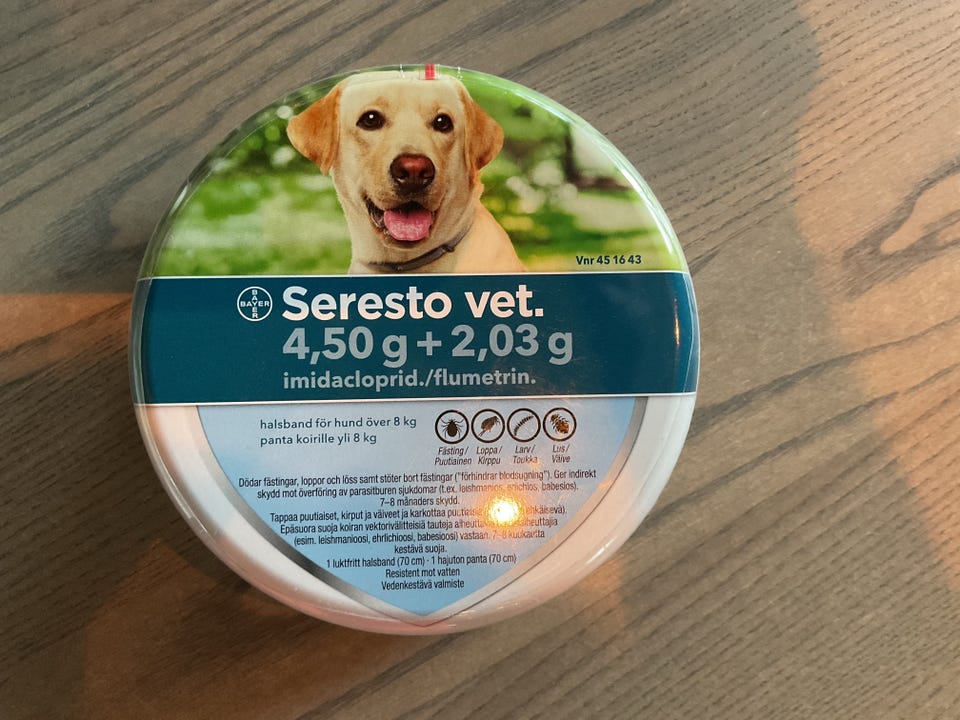 Vnr 45 16 43
BAYER
BAYER
Seresto vet.
4,50 g + 2,03 g
imidacloprid./flumetrin.
halsband för hund över 8 kg
panta koirille yli 8 kg
Fästing/ Loppa/ Larv/ Lus/
Puutiainen Kirppu Toukka Väive
Dödar fästingar, loppor och löss samt stöter bort fästingar ("förhindrar blodsugning"). Ger indirekt
skydd mot överföring av parasitburen sjukdomar (t.ex. leishmanios, erlichios, babesios).
7–8 månaders skydd.
Tappaa puutiaiset, kirput ja väiveet ja karkottaa
Epäsuora suoja koiran vektorivälitteisiä tauteja
(esim. leishmanioosi, ehrlichioosi, babesioosi) vastaan. 7–8 kuukautta
kestävä suoja.
1 luktfritt halsband (70 cm) · 1 hajuton panta (70 cm)
Resistent mot vatten
Vedenkestävä valmiste